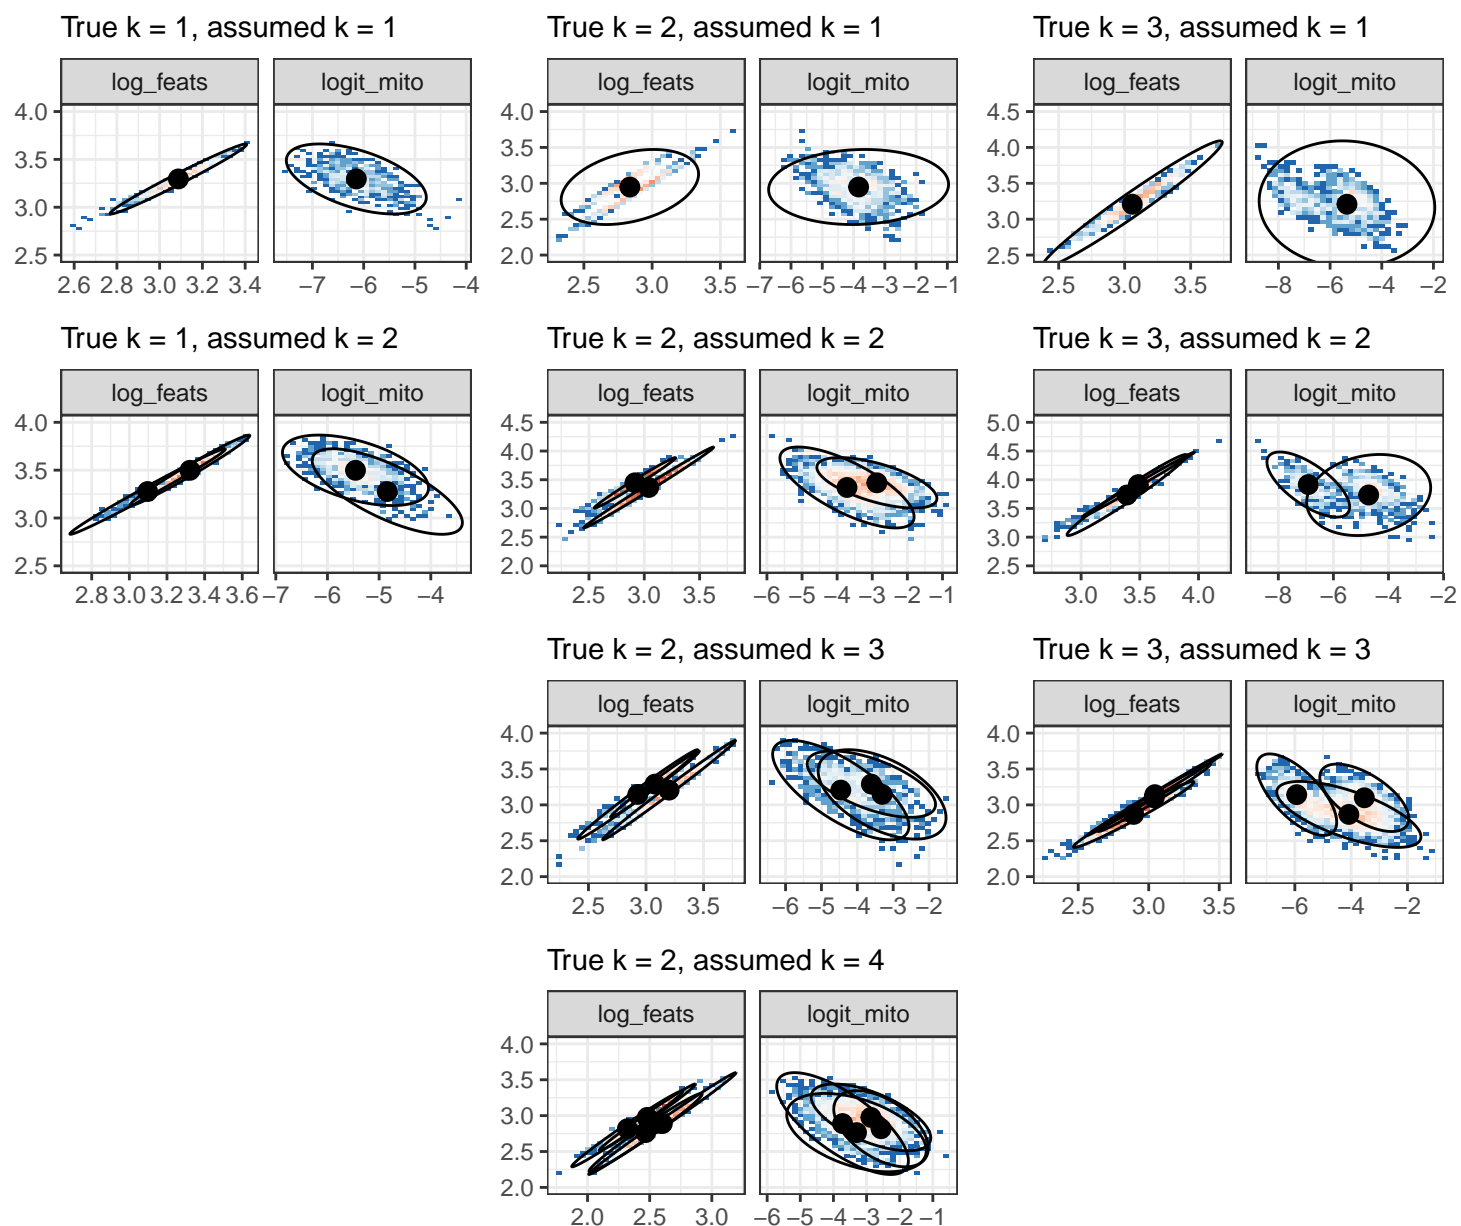 True k = 1, assumed k = 1
log_feats logit_mito
4.0
3.5
3.0
2.5
2.6 2.8 3.0 3.2 3.4 −7 −6 −5 −4
True k = 2, assumed k = 1
log_feats logit_mito
4.0
3.5
3.0
2.5
2.0
2.5 3.0 3.5 −7 −6 −5 −4 −3 −2 −1
True k = 3, assumed k = 1
log_feats logit_mito
4.5
4.0
3.5
3.0
2.5
2.5 3.0 3.5 −8 −6 −4 −2
True k = 1, assumed k = 2
log_feats logit_mito
4.0
3.5
3.0
2.5
2.8 3.0 3.2 3.4 3.6 −7 −6 −5 −4
True k = 2, assumed k = 2
log_feats logit_mito
4.5
4.0
3.5
3.0
2.5
2.0
2.5 3.0 3.5 −6 −5 −4 −3 −2 −1
True k = 3, assumed k = 2
log_feats logit_mito
5.0
4.5
4.0
3.5
3.0
2.5
3.0 3.5 4.0 −8 −6 −4 −2
True k = 2, assumed k = 3
log_feats logit_mito
4.0
3.5
3.0
2.5
2.0
2.5 3.0 3.5 −6 −5 −4 −3 −2
True k = 3, assumed k = 3
log_feats logit_mito
4.0
3.5
3.0
2.5
2.0
2.5 3.0 3.5 −6 −4 −2
True k = 2, assumed k = 4
log_feats logit_mito
4.0
3.5
3.0
2.5
2.0
2.0 2.5 3.0 −6 −5 −4 −3 −2 −1